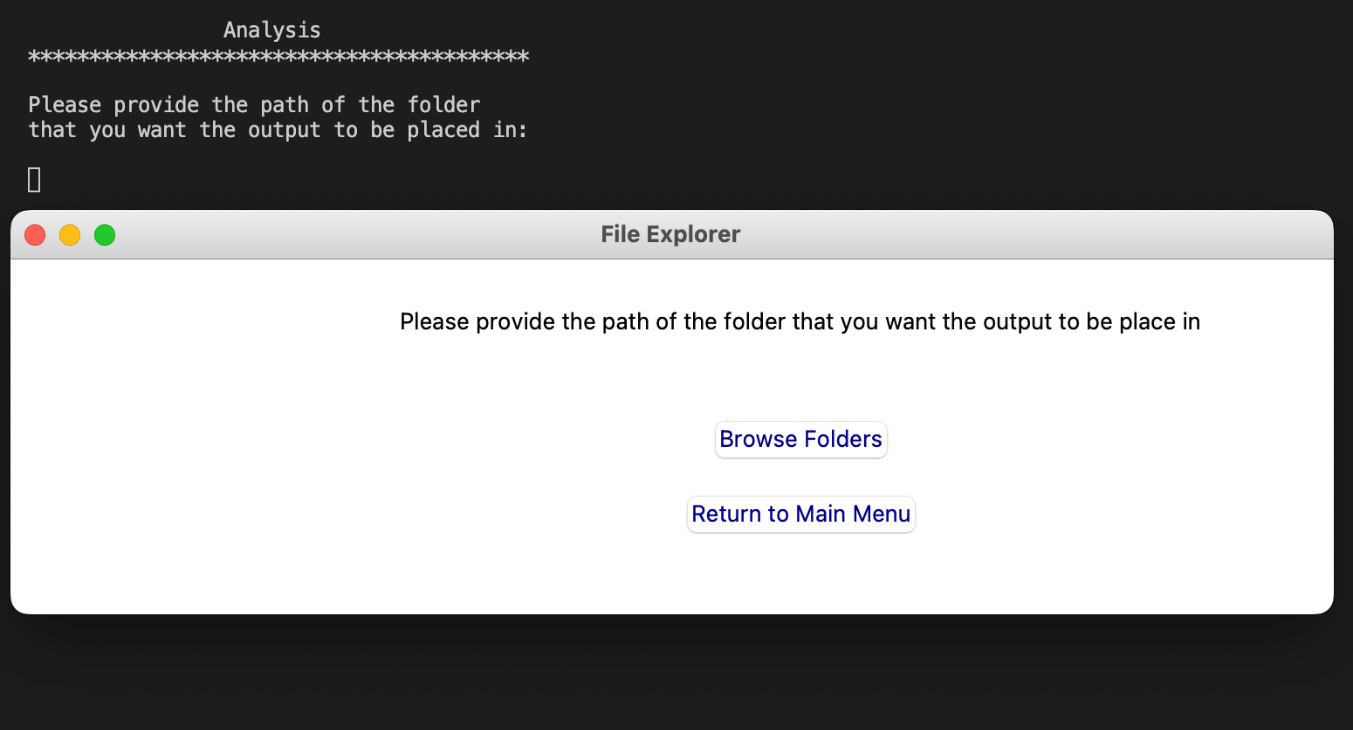 Analysis
*****************************************
Please provide the path of the folder
that you want the output to be placed in:
File Explorer
Please provide the path of the folder that you want the output to be place in
Browse Folders
Return to Main Menu